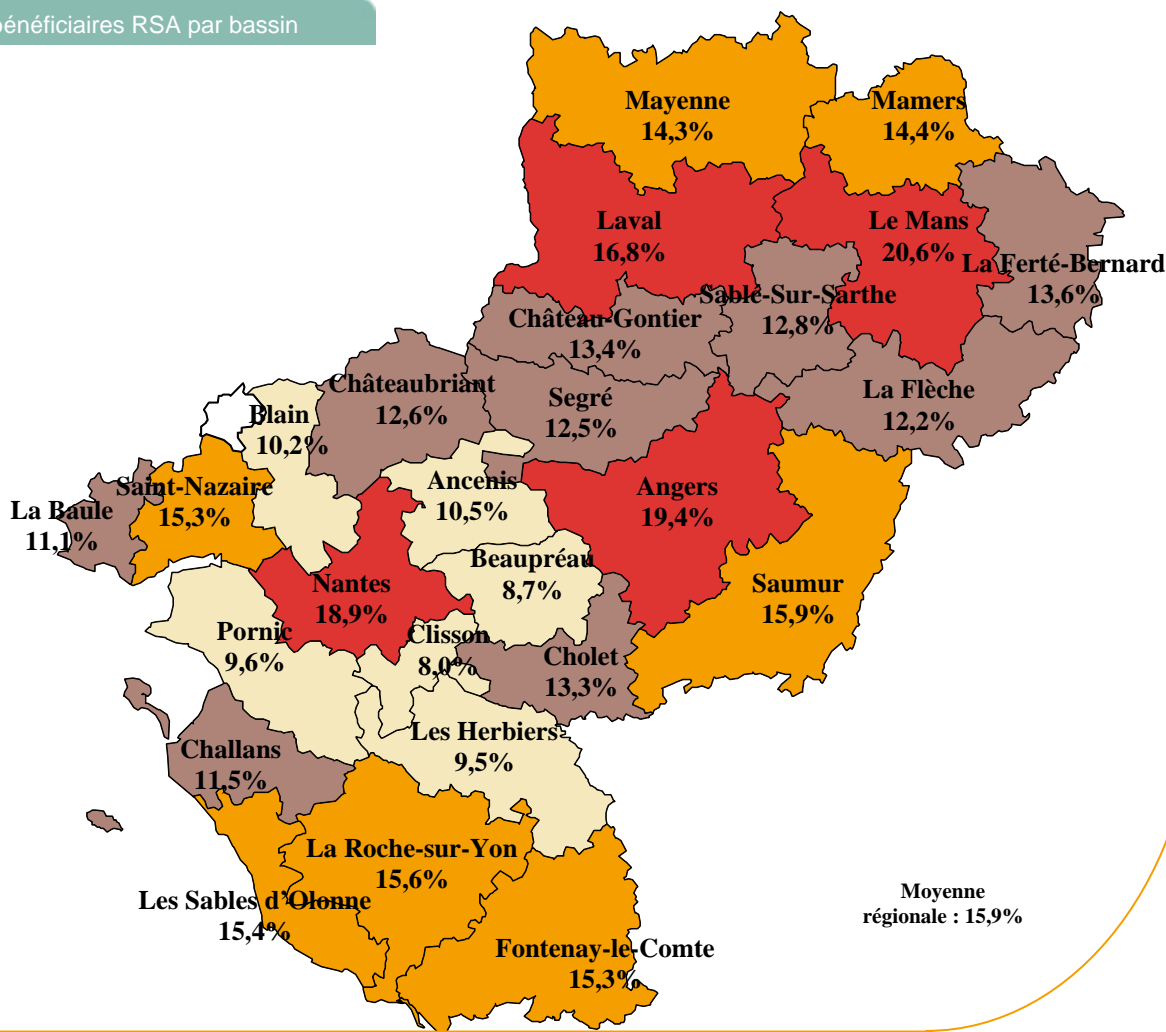 bénéficiaires RSA par bassin
Mayenne
14,3%
Mamers
14,4%
Laval
16,8%
Le Mans
20,6%
La Ferté-Bernard
13,6%
Sablé-Sur-Sarthe
12,8%
Château-Gontier
13,4%
Châteaubriant
12,6%
Segré
12,5%
La Flèche
12,2%
Blain
10,2%
Saint-Nazaire
15,3%
La Baule
11,1%
Ancenis
10,5%
Angers
19,4%
Beaupréau
8,7%
Nantes
18,9%
Saumur
15,9%
Pornic
9,6%
Clisson
8,0%
Cholet
13,3%
Les Herbiers
9,5%
Challans
11,5%
La Roche-sur-Yon
15,6%
Les Sables d’Olonne
15,4%
Fontenay-le-Comte
15,3%
Moyenne
régionale : 15,9%